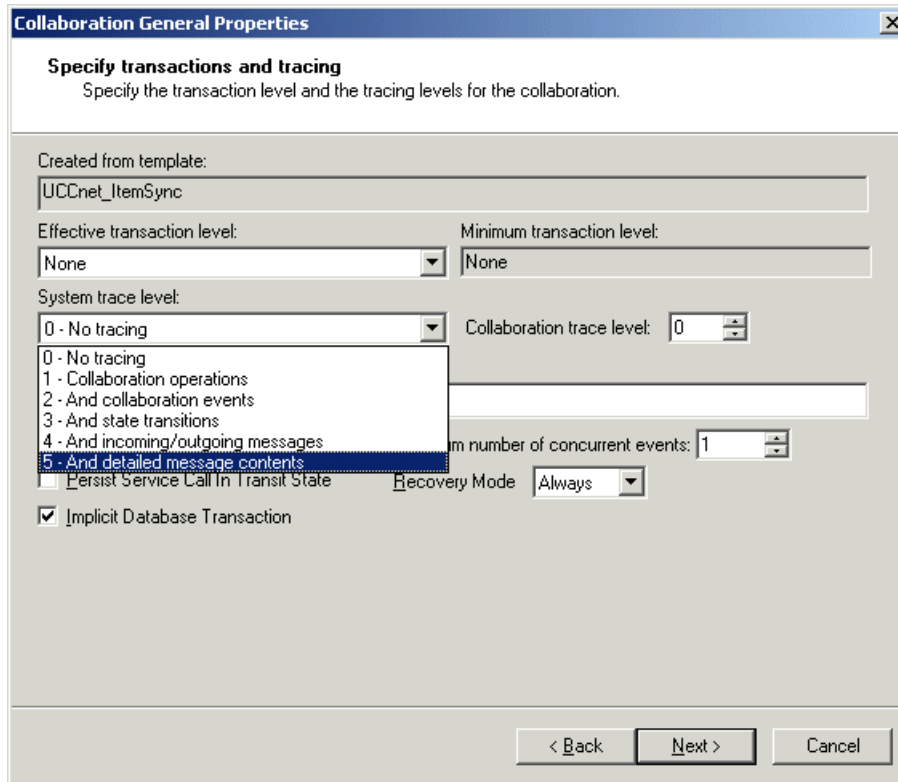 Collaboration General Properties
Specify transactions and tracing
Specify the transaction level and the tracing levels for the collaboration.
Created from template:
UCCnet_ItemSync
Effective transaction level:
Minimum transaction level:
None
None
System trace level:
0 - No tracing
Collaboration trace level: 0
0 - No tracing
1 - Collaboration operations
2 - And collaboration events
3 - And state transitions
4 - And incoming/outgoing messages
number of concurrent events: 1
5 - And detailed message contents
Persist Service Call In Transit State
Recovery Mode Always
Implicit Database Transaction
< Back
Next >
Cancel